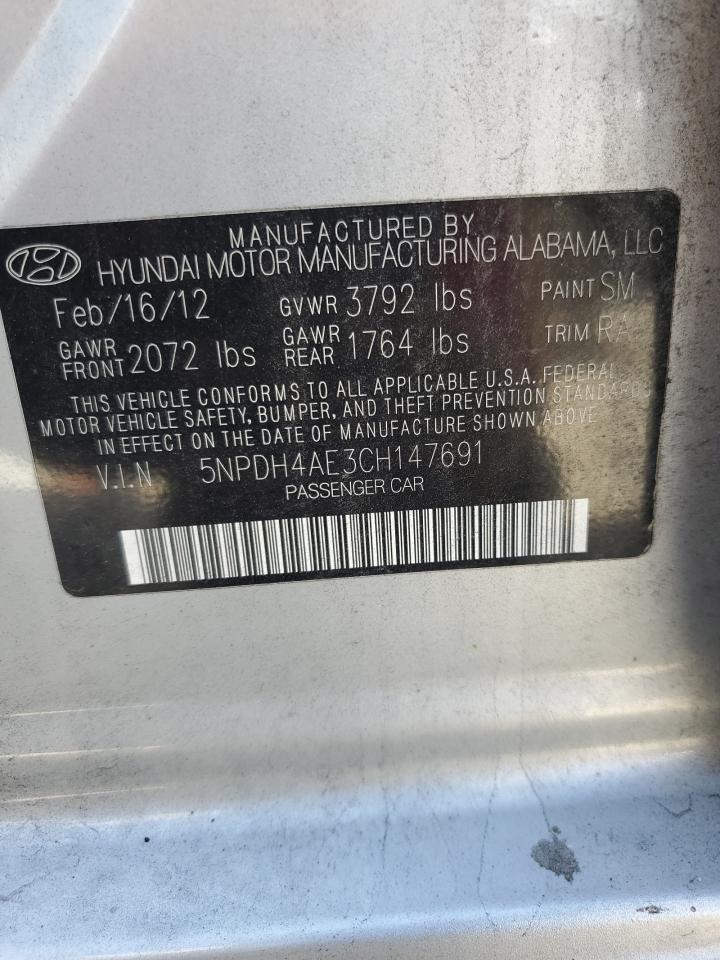 MANUFACTURED BY
HYUNDAI MOTOR MANUFACTURING ALABAMA, LLC
Feb/16/12 GVWR 3792 lbs PAINT SM
GAWR FRONT 2072 lbs GAWR REAR 1764 lbs TRIM RA
THIS VEHICLE CONFORMS TO ALL APPLICABLE U.S.A. FEDERAL
MOTOR VEHICLE SAFETY, BUMPER, AND THEFT PREVENTION STANDARDS
IN EFFECT ON THE DATE OF MANUFACTURE SHOWN ABOVE
V.I.N 5NPDH4AE3CH147691
PASSENGER CAR